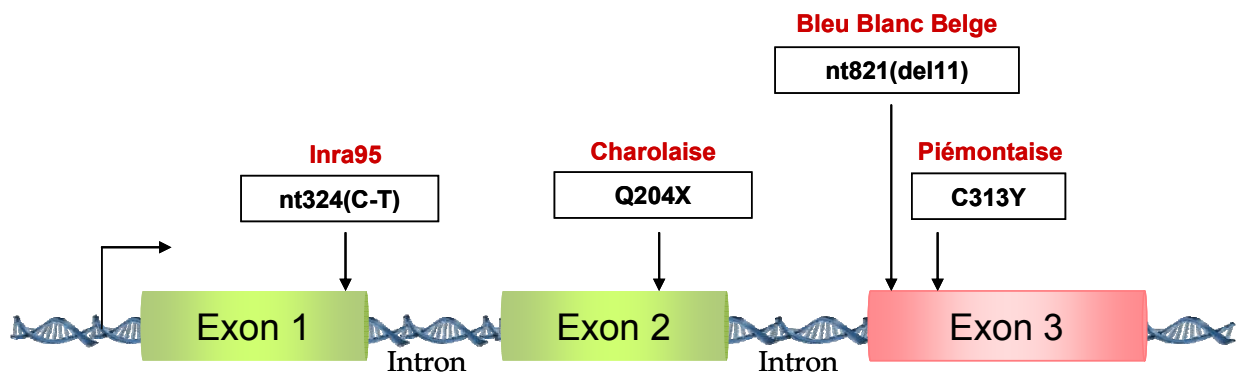 Bleu Blanc Belge
nt821(del11)
Inra95
Charolaise
Piémontaise
nt324(C-T)
Q204X
C313Y
Exon 1
Exon 2
Exon 3
Intron
Intron